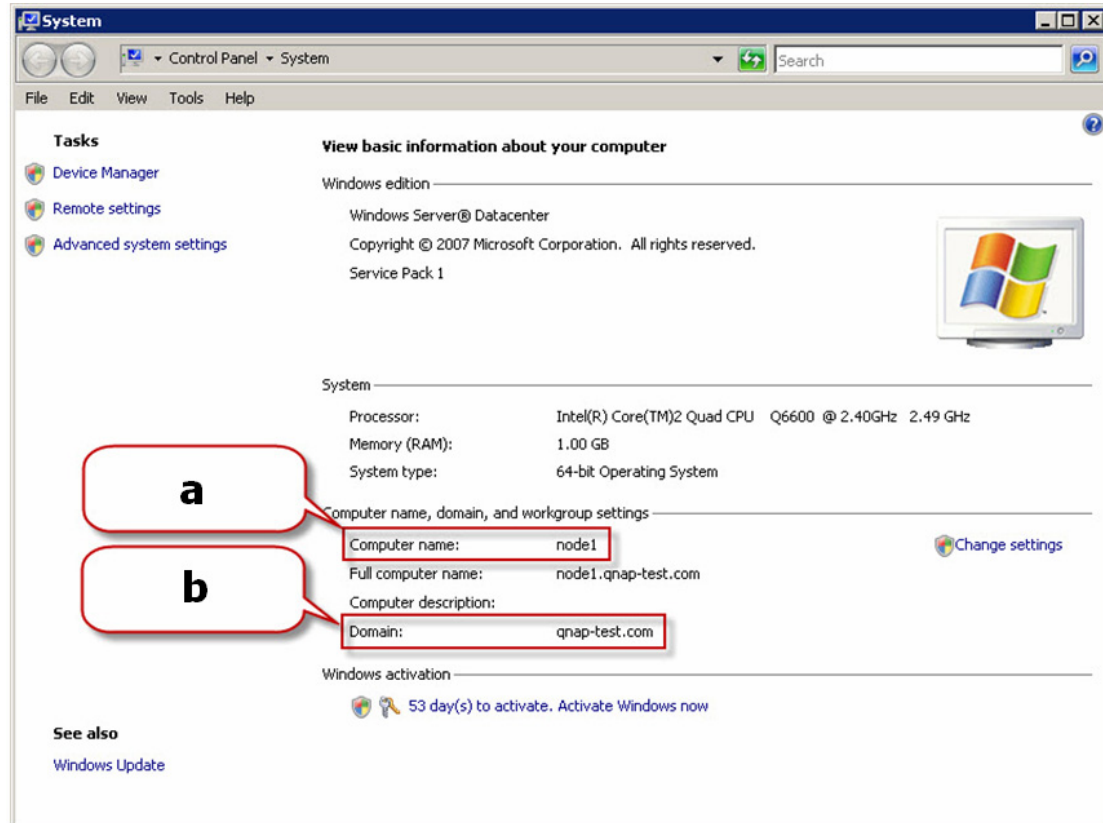 System
Control Panel System
Search
File Edit View Tools Help
Tasks
Device Manager
Remote settings
Advanced system settings
View basic information about your computer
Windows edition
Windows Server® Datacenter
Copyright © 2007 Microsoft Corporation. All rights reserved.
Service Pack 1
System
Processor: Intel(R) Core(TM)2 Quad CPU Q6600 @ 2.40GHz 2.49 GHz
Memory (RAM): 1.00 GB
System type: 64-bit Operating System
a
Computer name, domain, and workgroup settings
Computer name: node1
Change settings
Full computer name: node1.qnap-test.com
b
Computer description:
Domain: qnap-test.com
Windows activation
53 day(s) to activate. Activate Windows now
See also
Windows Update